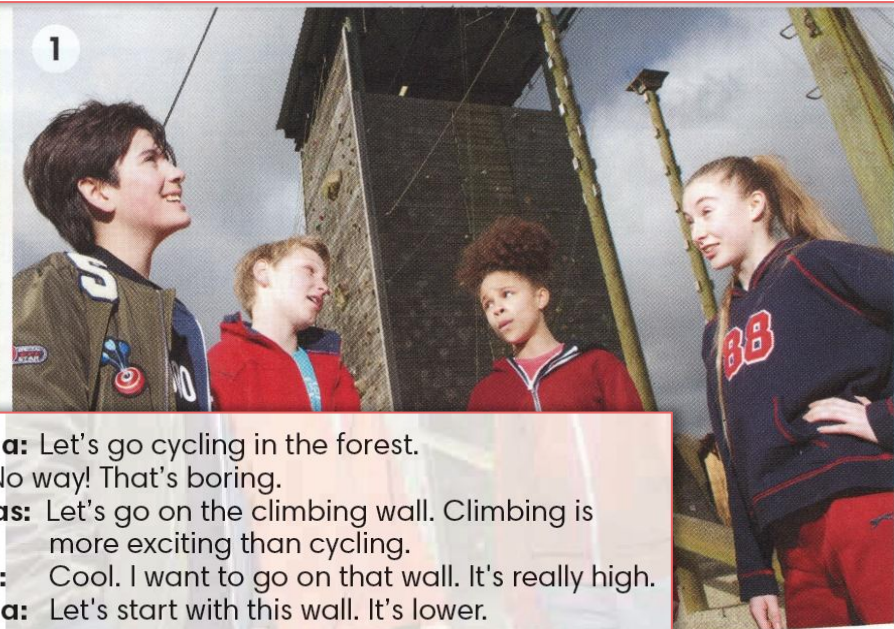 1
88
a: Let's go cycling in the forest.
No way! That's boring.
as: Let's go on the climbing wall. Climbing is
more exciting than cycling.
: Cool. I want to go on that wall. It's really high.
a: Let's start with this wall. It's lower.